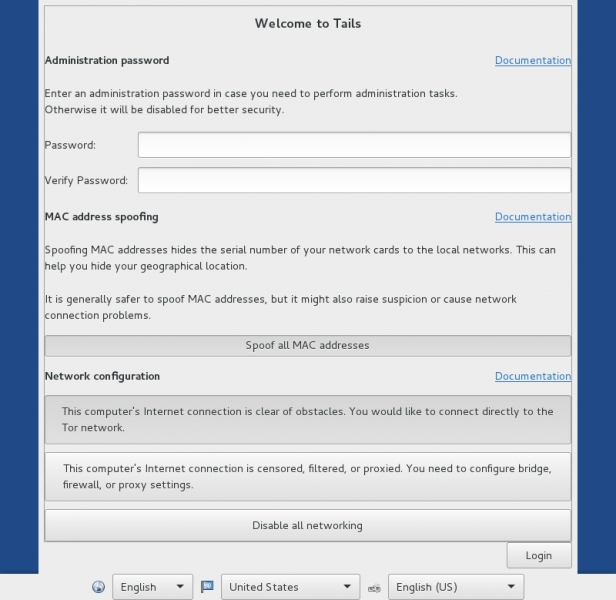 Welcome to Tails
Administration password Documentation
Enter an administration password in case you need to perform administration tasks.
Otherwise it will be disabled for better security.
Password:
Verify Password:
MAC address spoofing Documentation
Spoofing MAC addresses hides the serial number of your network cards to the local networks. This can
help you hide your geographical location.
It is generally safer to spoof MAC addresses, but it might also raise suspicion or cause network
connection problems.
Spoof all MAC addresses
Network configuration Documentation
This computer's Internet connection is clear of obstacles. You would like to connect directly to the
Tor network.
This computer's Internet connection is censored, filtered, or proxied. You need to configure bridge,
firewall, or proxy settings.
Disable all networking
Login
English United States English (US)